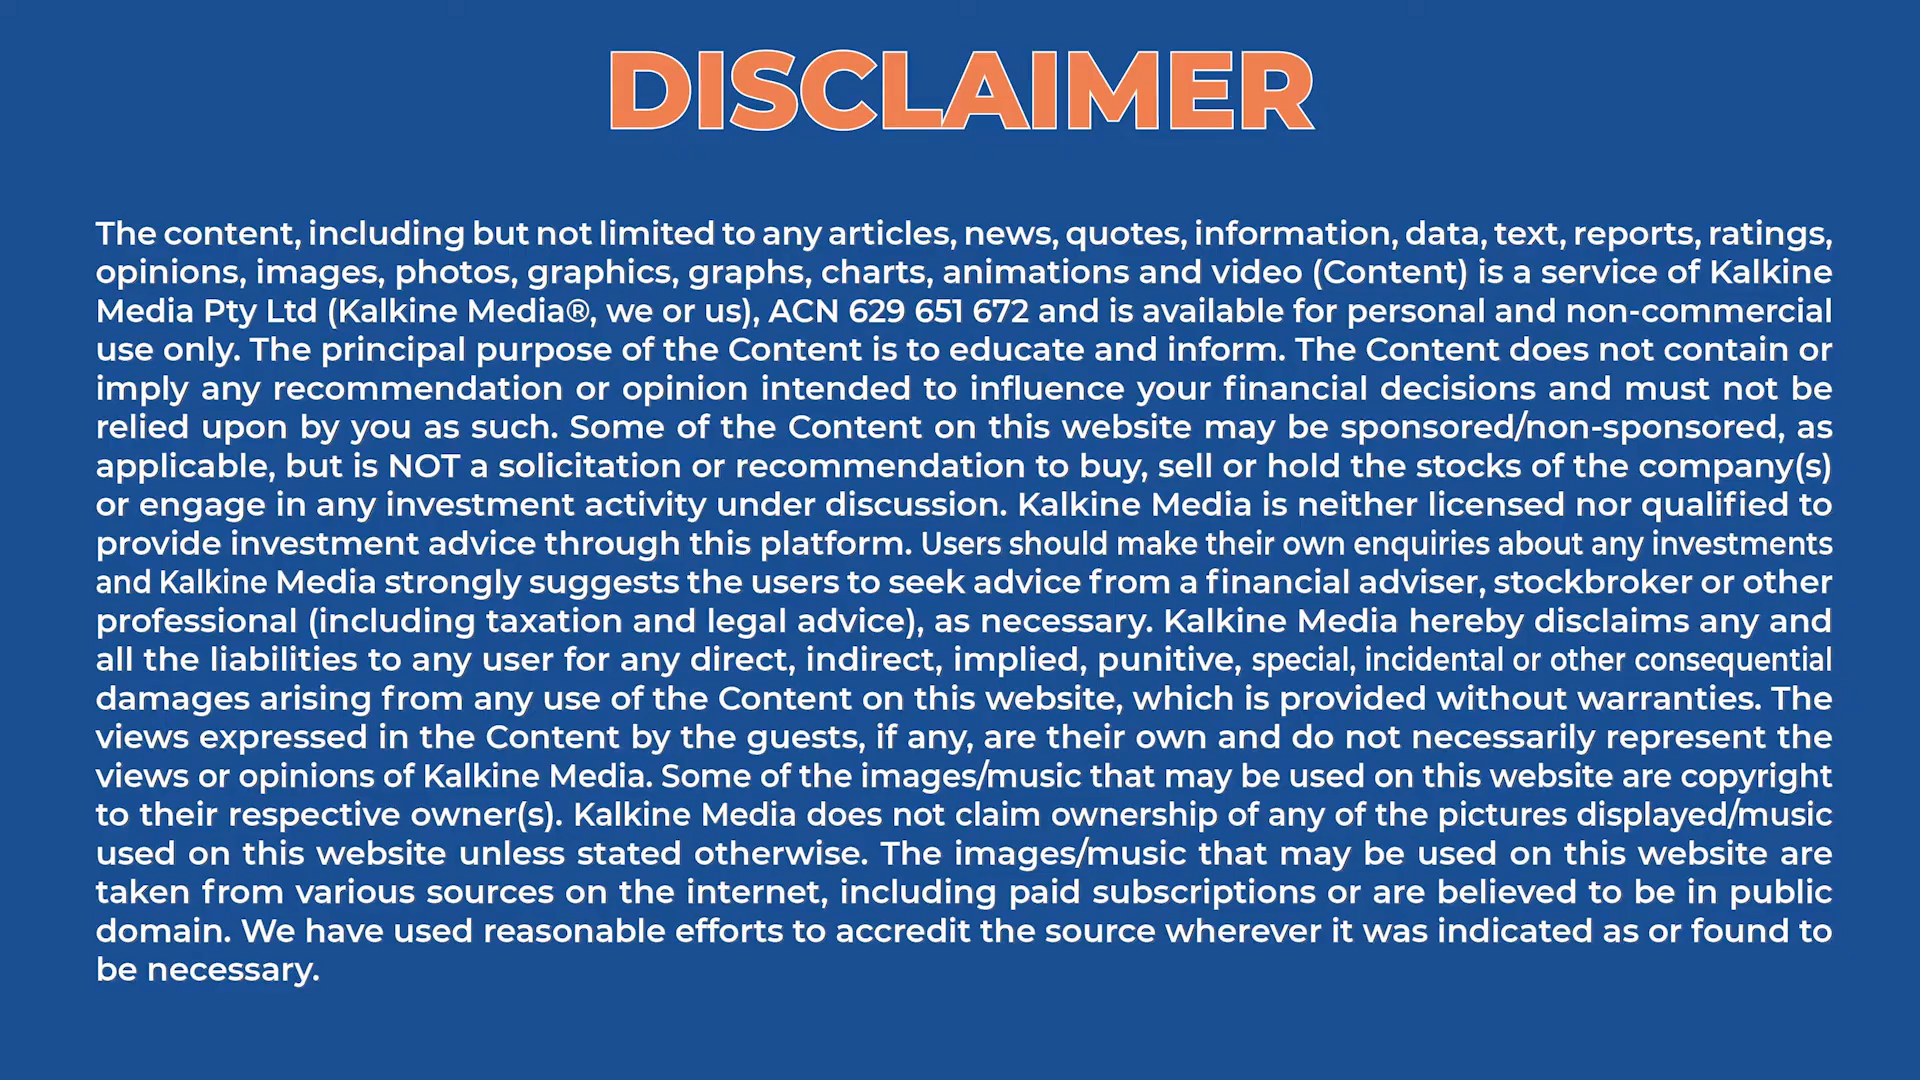 DISCLAIMER
The content, including but not limited to any articles, news, quotes, information, data, text, reports, ratings,
opinions, images, photos, graphics, graphs, charts, animations and video (Content) is a service of Kalkine
Media Pty Ltd (Kalkine Media®, we or us), ACN 629 651 672 and is available for personal and non-commercial
use only. The principal purpose of the Content is to educate and inform. The Content does not contain or
imply any recommendation or opinion intended to influence your financial decisions and must not be
relied upon by you as such. Some of the Content on this website may be sponsored/non-sponsored, as
applicable, but is NOT a solicitation or recommendation to buy, sell or hold the stocks of the company(s)
or engage in any investment activity under discussion. Kalkine Media is neither licensed nor qualified to
provide investment advice through this platform. Users should make their own enquiries about any investments
and Kalkine Media strongly suggests the users to seek advice from a financial adviser, stockbroker or other
professional (including taxation and legal advice), as necessary. Kalkine Media hereby disclaims any and
all the liabilities to any user for any direct, indirect, implied, punitive, special, incidental or other consequential
damages arising from any use of the Content on this website, which is provided without warranties. The
views expressed in the Content by the guests, if any, are their own and do not necessarily represent the
views or opinions of Kalkine Media. Some of the images/music that may be used on this website are copyright
to their respective owner(s). Kalkine Media does not claim ownership of any of the pictures displayed/music
used on this website unless stated otherwise. The images/music that may be used on this website are
taken from various sources on the internet, including paid subscriptions or are believed to be in public
domain. We have used reasonable efforts to accredit the source wherever it was indicated as or found to
be necessary.